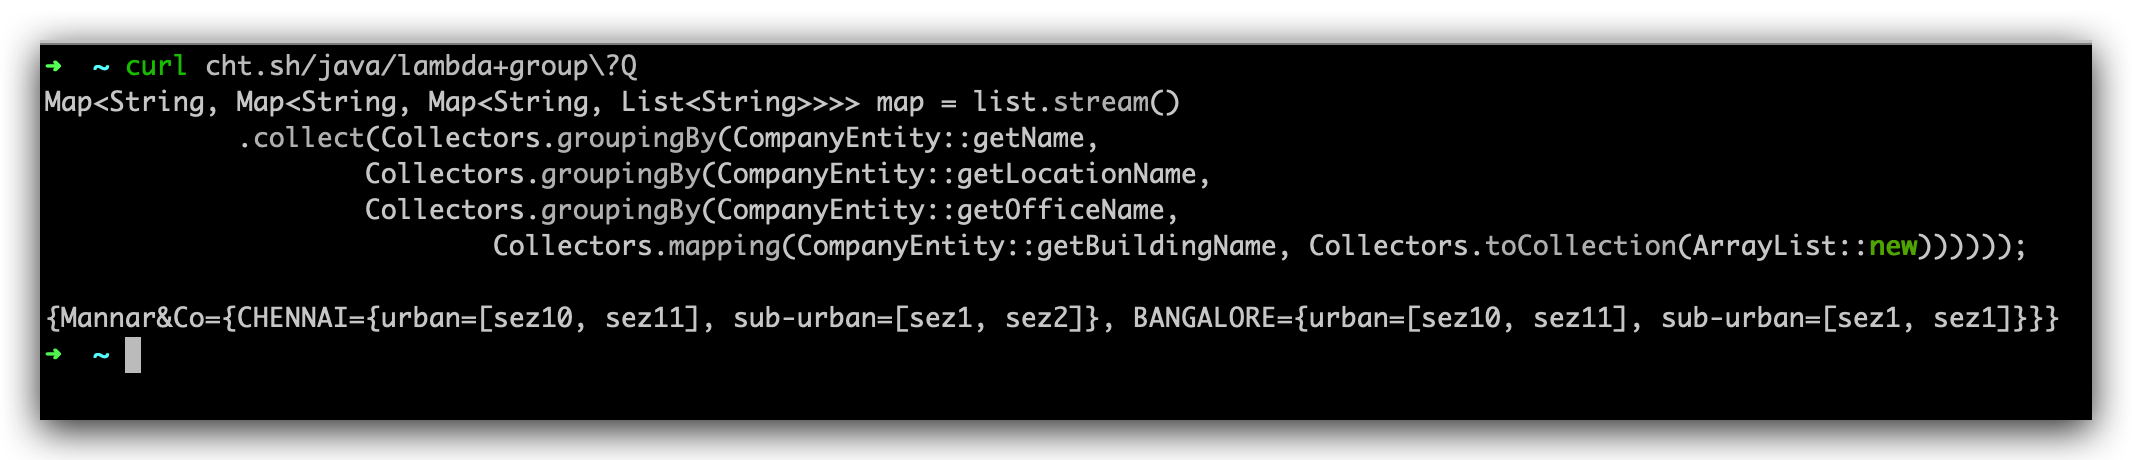 ➜  ~ curl cht.sh/java/lambda+group\?Q
Map<String, Map<String, Map<String, List<String>>>> map = list.stream()
            .collect(Collectors.groupingBy(CompanyEntity::getName,
                    Collectors.groupingBy(CompanyEntity::getLocationName,
                    Collectors.groupingBy(CompanyEntity::getOfficeName,
                            Collectors.mapping(CompanyEntity::getBuildingName, Collectors.toCollection(ArrayList::new))))));

{Mannar&Co={CHENNAI={urban=[sez10, sez11], sub-urban=[sez1, sez2]}, BANGALORE={urban=[sez10, sez11], sub-urban=[sez1, sez1]}}}
➜  ~